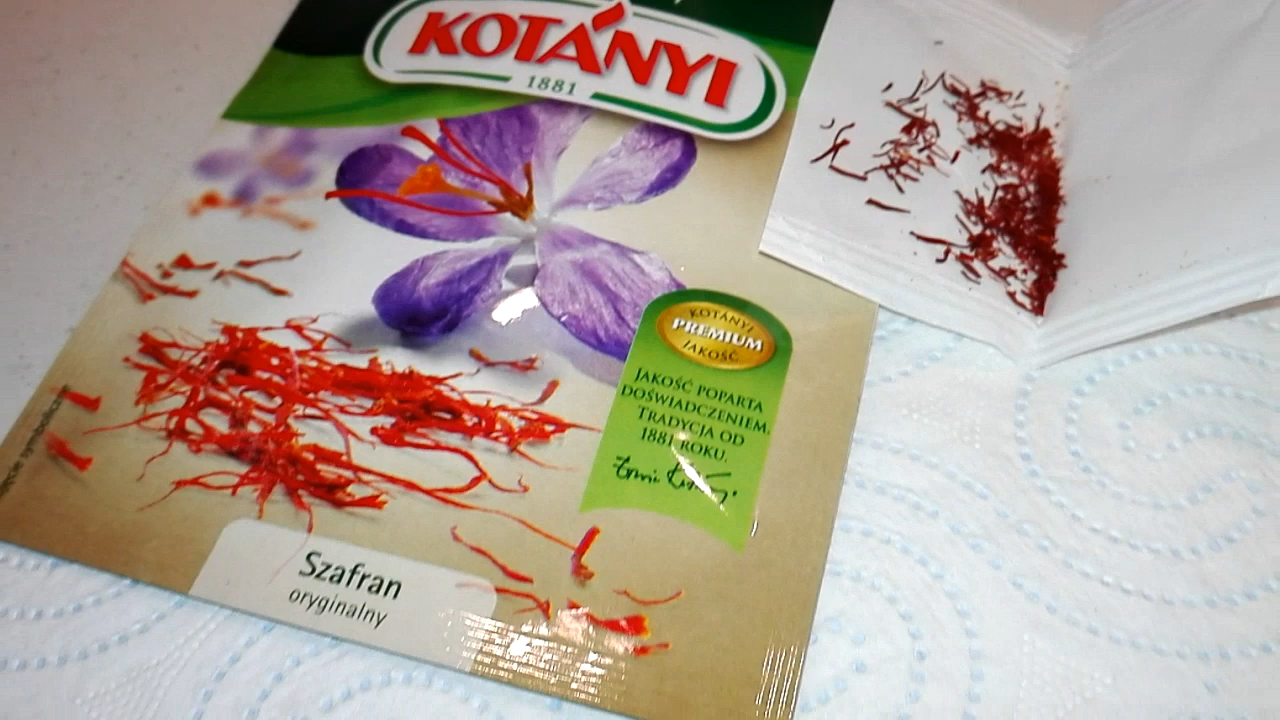 KOTÁNYI
1881
KOTÁNYI
PREMIUM
JAKOŚĆ
JAKOŚĆ POPARTA
DOŚWIADCZENIEM.
TRADYCJA OD
1881 ROKU.
Szafran
oryginalny